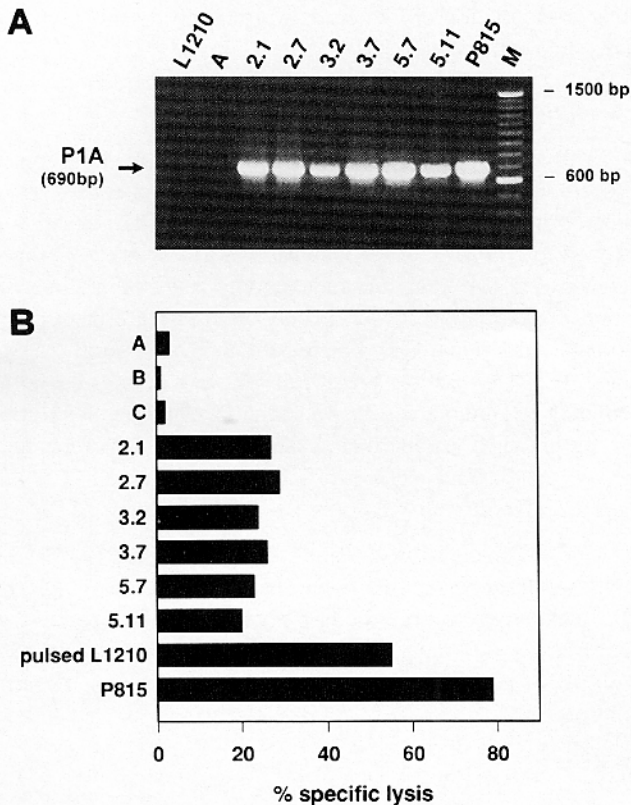 A
L1210
A
2.1
2.7
3.2
3.7
5.7
5.11
P815
M
P1A
(690bp)
– 1500 bp
– 600 bp
B
A
B
C
2.1
2.7
3.2
3.7
5.7
5.11
pulsed L1210
P815
0 20 40 60 80
% specific lysis